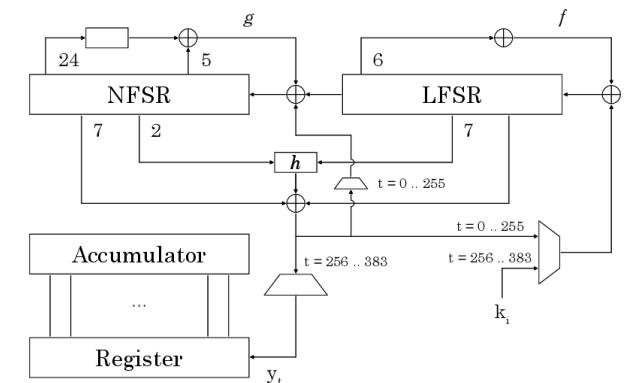 g f
24 5 6
NFSR LFSR
7 2 7
h
t = 0 .. 255
t = 0 .. 255
t = 256 .. 383 t = 256 .. 383
Accumulator
...
k_i
Register
y_t